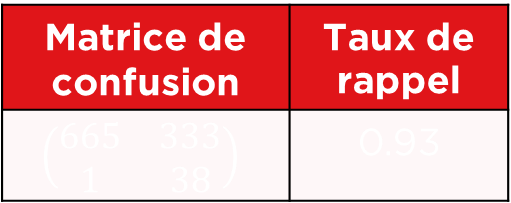 Matrice de
confusion
Taux de
rappel
665 333
1 38
0.93